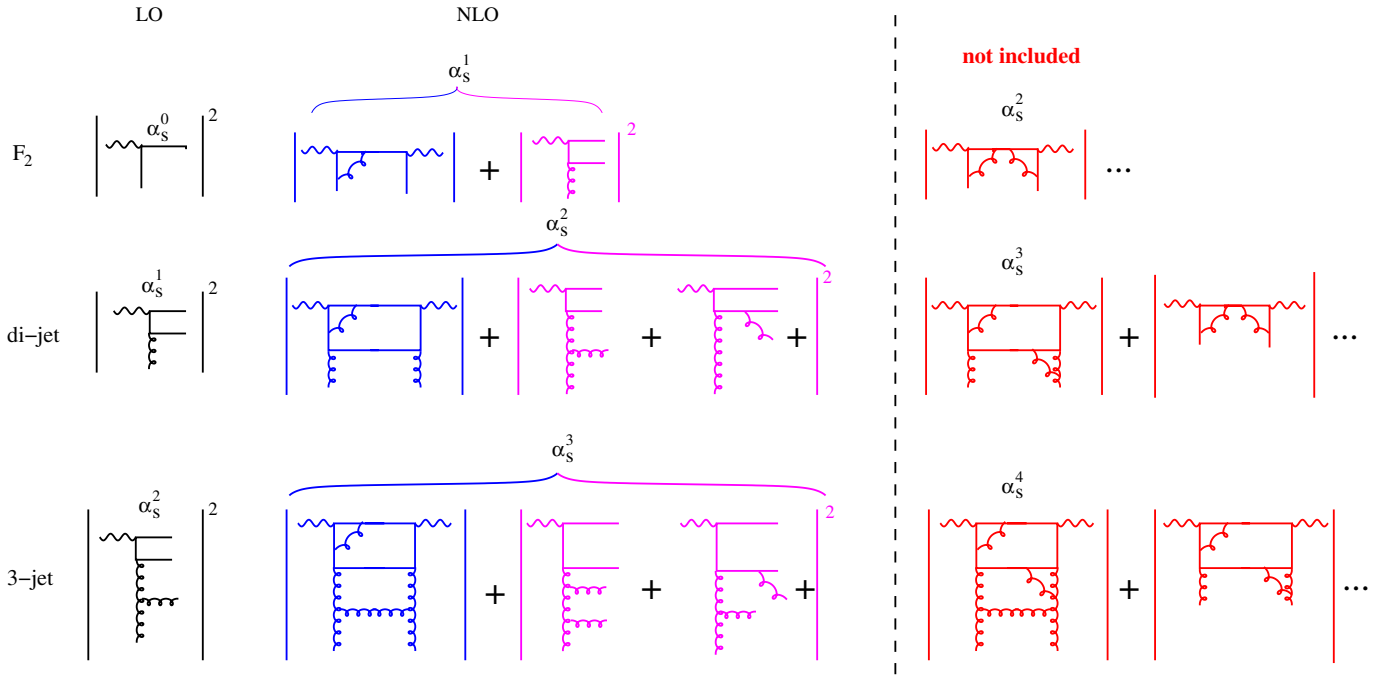 LO NLO
not included
α_s^1
α_s^2
α_s^0
2
2
F₂
+
...
α_s^2
α_s^3
α_s^1
2
2
di-jet
+ + + + ...
α_s^3
α_s^2
α_s^4
2
2
3-jet
+ + + + ...